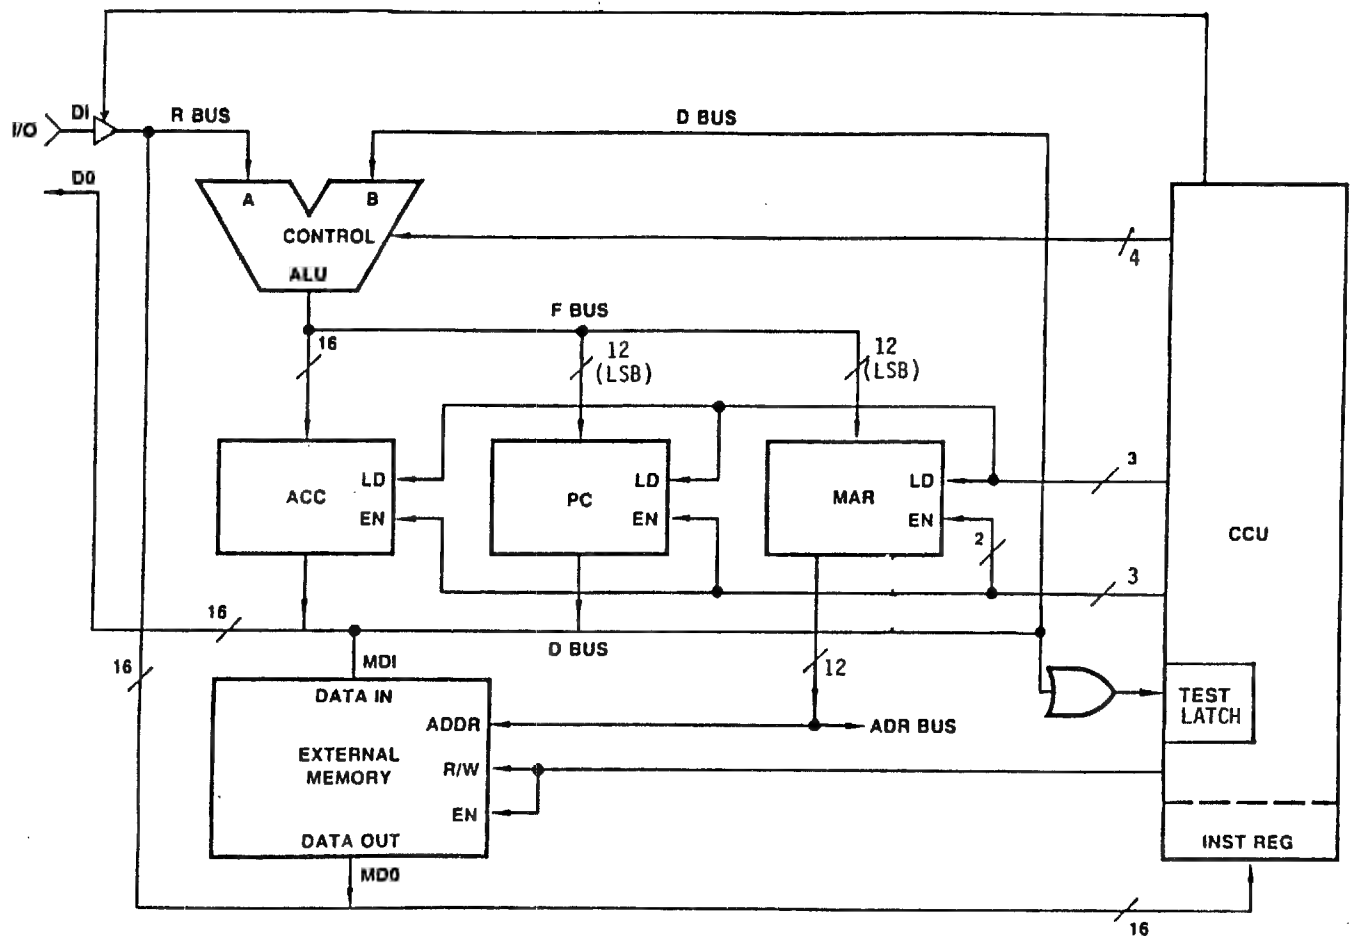 DI
R BUS
D BUS
I/O
D0
A
B
CONTROL
4
ALU
F BUS
16
12
(LSB)
12
(LSB)
3
LD
LD
LD
ACC
PC
MAR
EN
EN
EN
2
CCU
3
16
D BUS
MDI
16
12
DATA IN
TEST
LATCH
ADDR
ADR BUS
EXTERNAL
MEMORY
R/W
EN
DATA OUT
INST REG
MD0
16